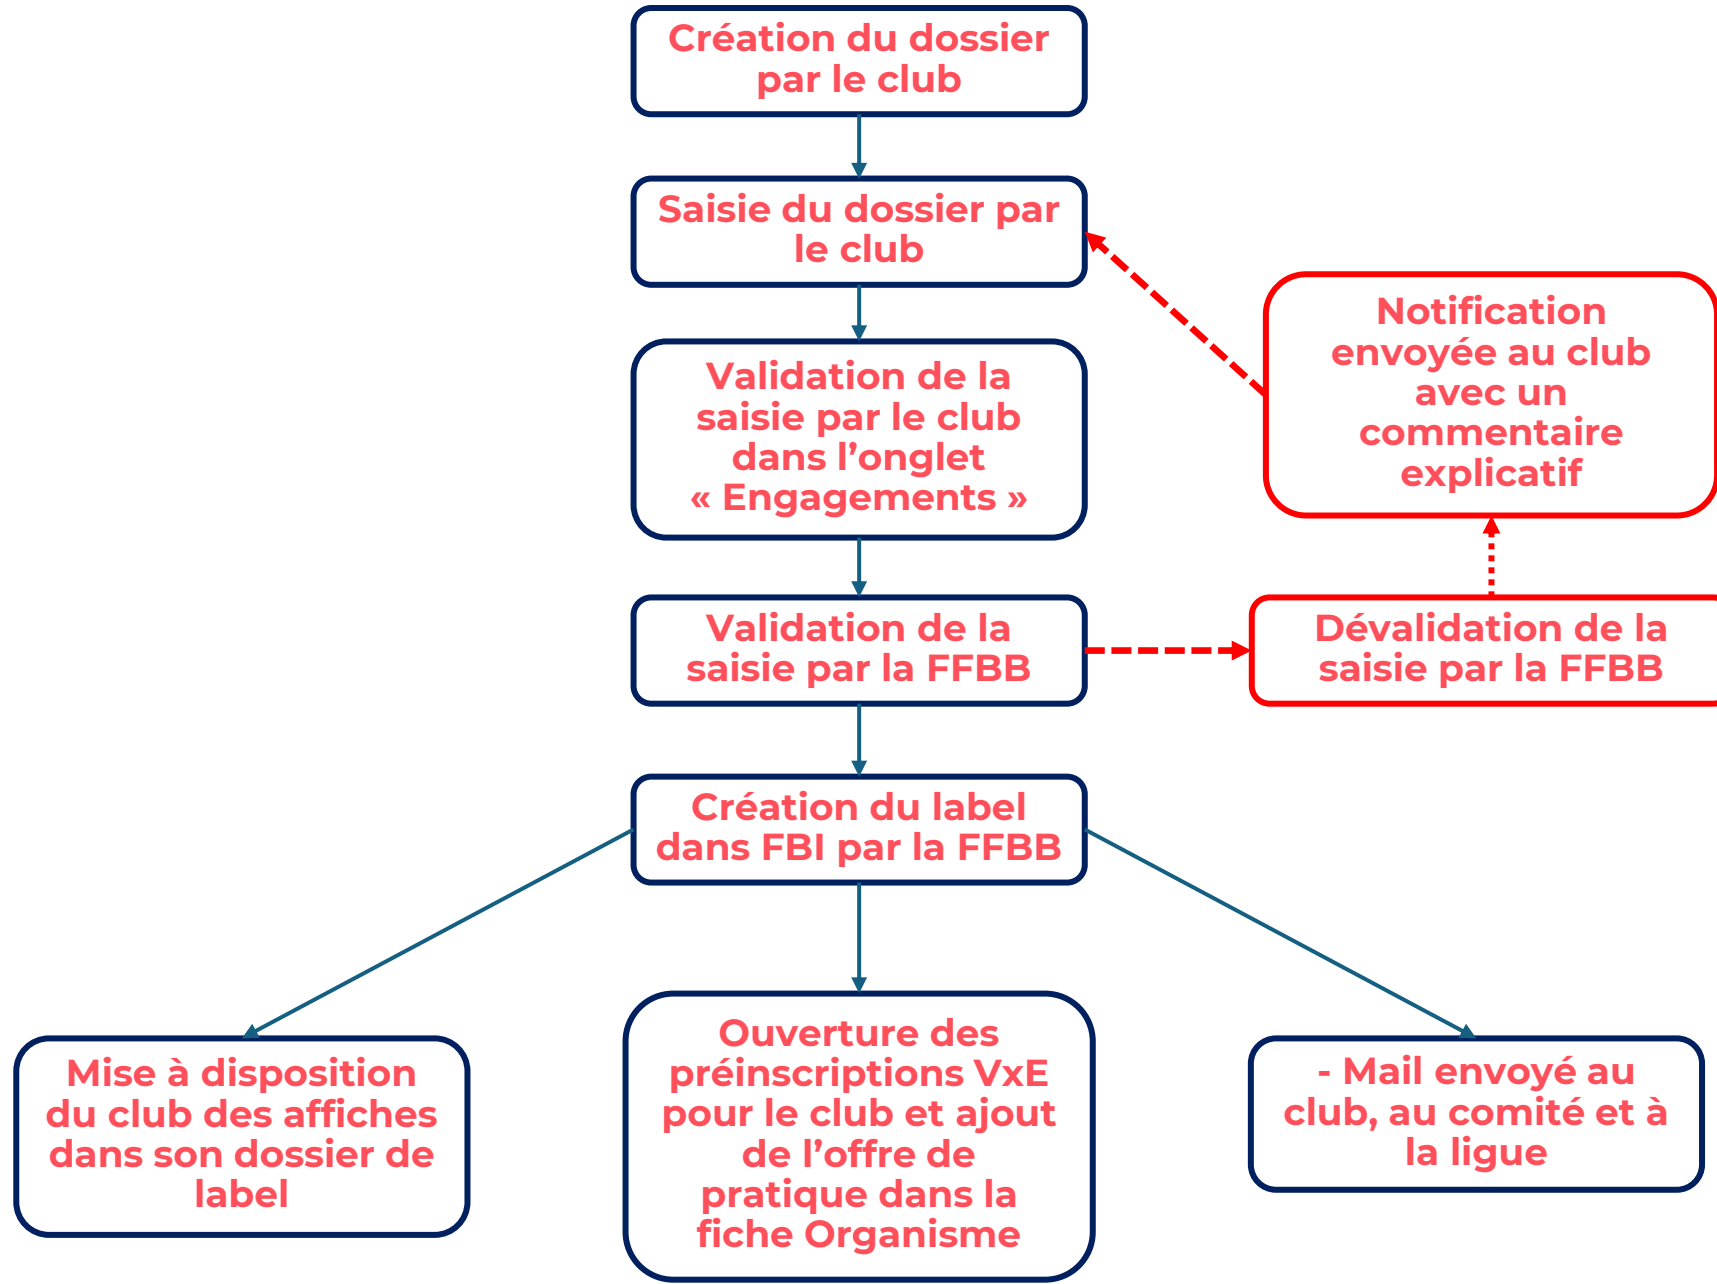 Création du dossier
par le club
Saisie du dossier par
le club
Notification
envoyée au club
avec un
commentaire
explicatif
Validation de la
saisie par le club
dans l’onglet
« Engagements »
Validation de la
saisie par la FFBB
Dévalidation de la
saisie par la FFBB
Création du label
dans FBI par la FFBB
Mise à disposition
du club des affiches
dans son dossier de
label
Ouverture des
préinscriptions VxE
pour le club et ajout
de l’offre de
pratique dans la
fiche Organisme
- Mail envoyé au
club, au comité et à
la ligue